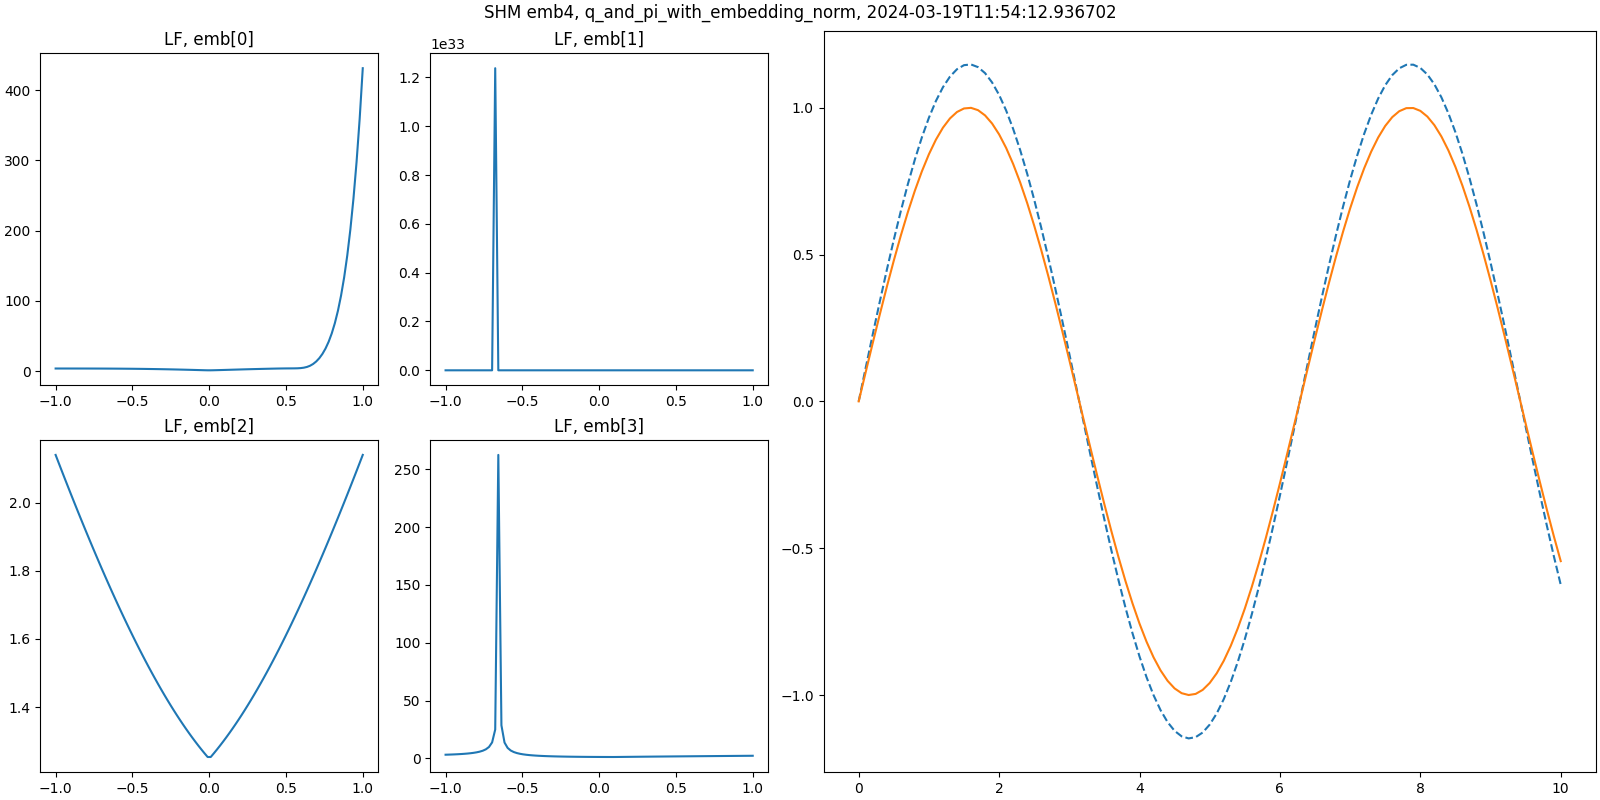 SHM emb4, q_and_pi_with_embedding_norm, 2024-03-19T11:54:12.936702
LF, emb[0]
400
300
200
100
0
−1.0 −0.5 0.0 0.5 1.0
LF, emb[1]
1e33
1.2
1.0
0.8
0.6
0.4
0.2
0.0
−1.0 −0.5 0.0 0.5 1.0
LF, emb[2]
2.0
1.8
1.6
1.4
−1.0 −0.5 0.0 0.5 1.0
LF, emb[3]
250
200
150
100
50
0
−1.0 −0.5 0.0 0.5 1.0
1.0
0.5
0.0
−0.5
−1.0
0 2 4 6 8 10